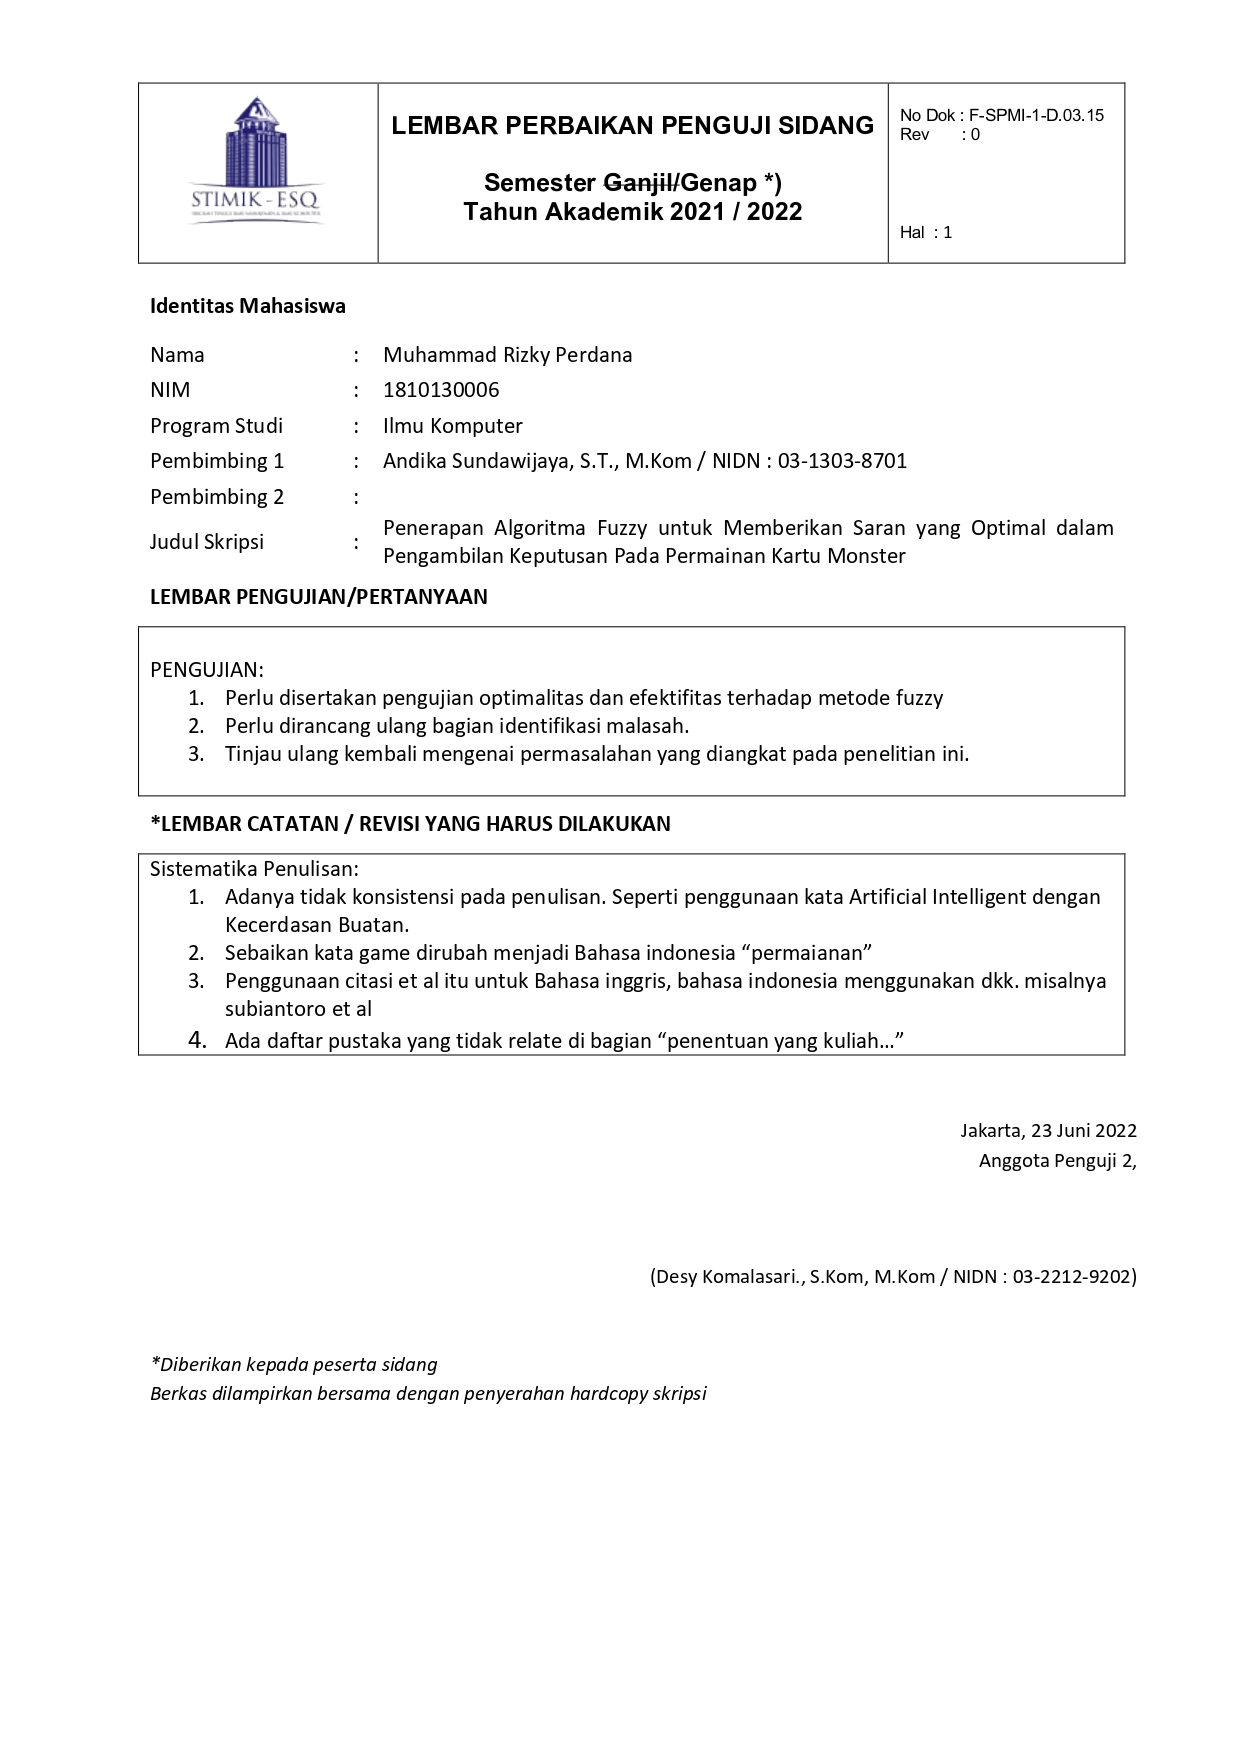 STIMIK - ESQ
LEMBAR PERBAIKAN PENGUJI SIDANG
Semester Ganjil/Genap *)
Tahun Akademik 2021 / 2022
No Dok : F-SPMI-1-D.03.15
Rev : 0
Hal : 1
Identitas Mahasiswa
Nama : Muhammad Rizky Perdana
NIM : 1810130006
Program Studi : Ilmu Komputer
Pembimbing 1 : Andika Sundawijaya, S.T., M.Kom / NIDN : 03-1303-8701
Pembimbing 2 :
Judul Skripsi : Penerapan Algoritma Fuzzy untuk Memberikan Saran yang Optimal dalam
Pengambilan Keputusan Pada Permainan Kartu Monster
LEMBAR PENGUJIAN/PERTANYAAN
PENGUJIAN:
1. Perlu disertakan pengujian optimalitas dan efektifitas terhadap metode fuzzy
2. Perlu dirancang ulang bagian identifikasi malasah.
3. Tinjau ulang kembali mengenai permasalahan yang diangkat pada penelitian ini.
*LEMBAR CATATAN / REVISI YANG HARUS DILAKUKAN
Sistematika Penulisan:
1. Adanya tidak konsistensi pada penulisan. Seperti penggunaan kata Artificial Intelligent dengan
Kecerdasan Buatan.
2. Sebaikan kata game dirubah menjadi Bahasa indonesia “permaianan”
3. Penggunaan citasi et al itu untuk Bahasa inggris, bahasa indonesia menggunakan dkk. misalnya
subiantoro et al
4. Ada daftar pustaka yang tidak relate di bagian “penentuan yang kuliah…”
Jakarta, 23 Juni 2022
Anggota Penguji 2,
(Desy Komalasari., S.Kom, M.Kom / NIDN : 03-2212-9202)
*Diberikan kepada peserta sidang
Berkas dilampirkan bersama dengan penyerahan hardcopy skripsi